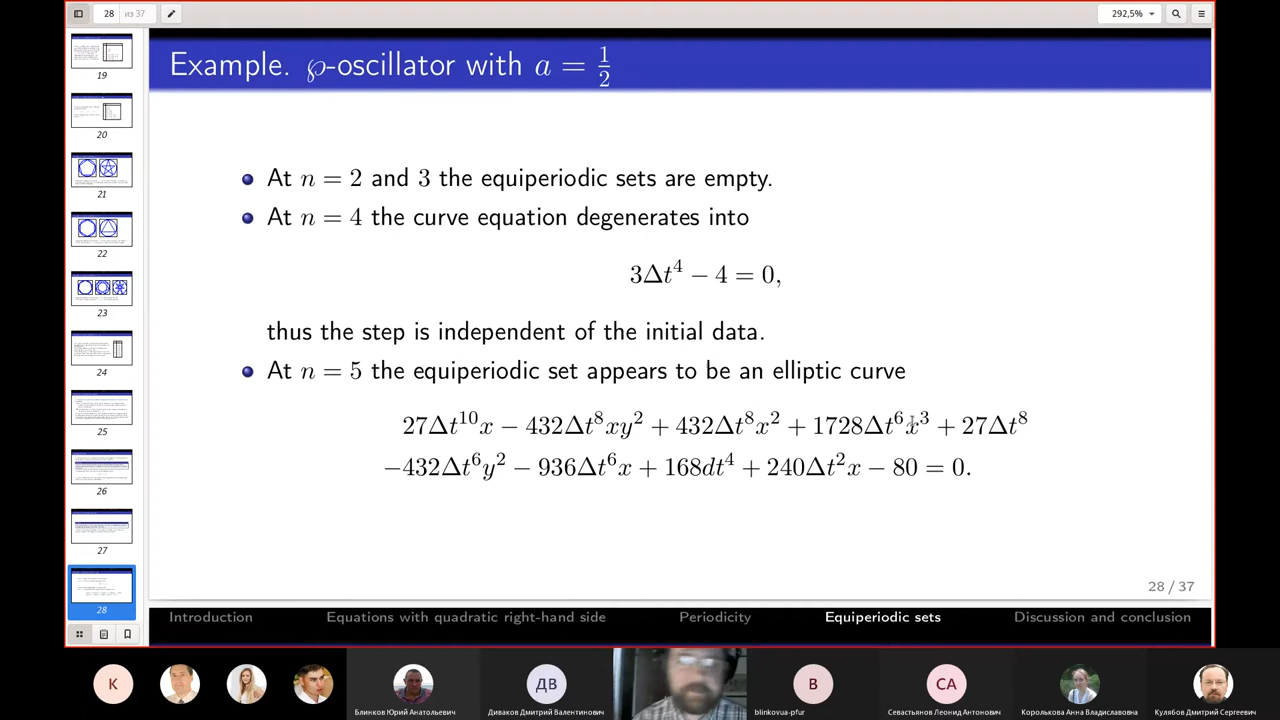 28 из 37
292,5%
Example. ℘-oscillator with a = 1/2
At n = 2 and 3 the equiperiodic sets are empty.
At n = 4 the curve equation degenerates into
3Δt⁴ − 4 = 0,
thus the step is independent of the initial data.
At n = 5 the equiperiodic set appears to be an elliptic curve
27Δt¹⁰x − 432Δt⁸xy² + 432Δt⁸x² + 1728Δt⁶x³ + 27Δt⁸
−432Δt⁶y² − 936Δt⁶x + 168dt⁴ + 240Δt²x − 80 = 0.
28 / 37
Introduction Equations with quadratic right-hand side Periodicity Equiperiodic sets Discussion and conclusion
19
20
21
22
23
24
25
26
27
28
К ДВ B СА
Блинков Юрий Анатольевич Диваков Дмитрий Валентинович blinkovua-pfur Севастьянов Леонид Антонович Королькова Анна Владиславовна Кулябов Дмитрий Сергеевич